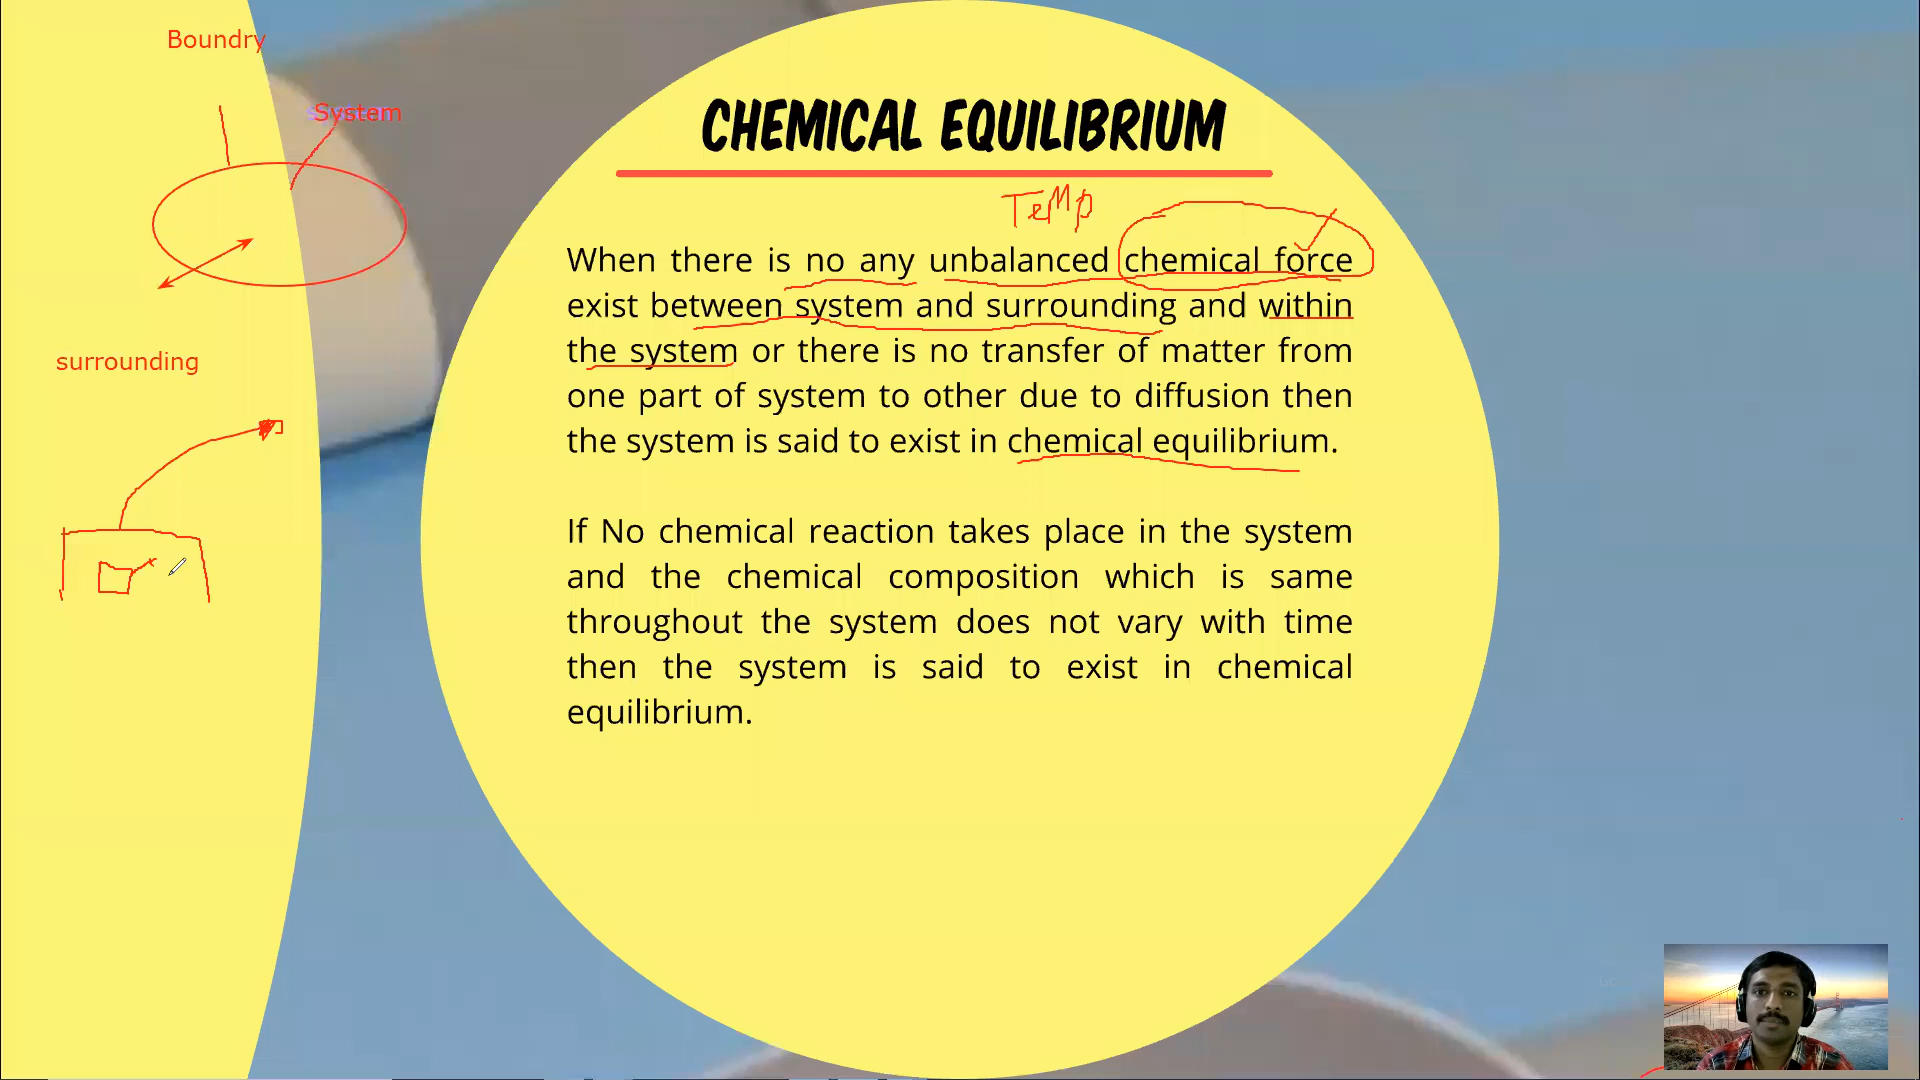 Boundry
System
CHEMICAL EQUILIBRIUM
TeMp
When there is no any unbalanced chemical force
exist between system and surrounding and within
the system or there is no transfer of matter from
one part of system to other due to diffusion then
the system is said to exist in chemical equilibrium.
surrounding
If No chemical reaction takes place in the system
and the chemical composition which is same
throughout the system does not vary with time
then the system is said to exist in chemical
equilibrium.